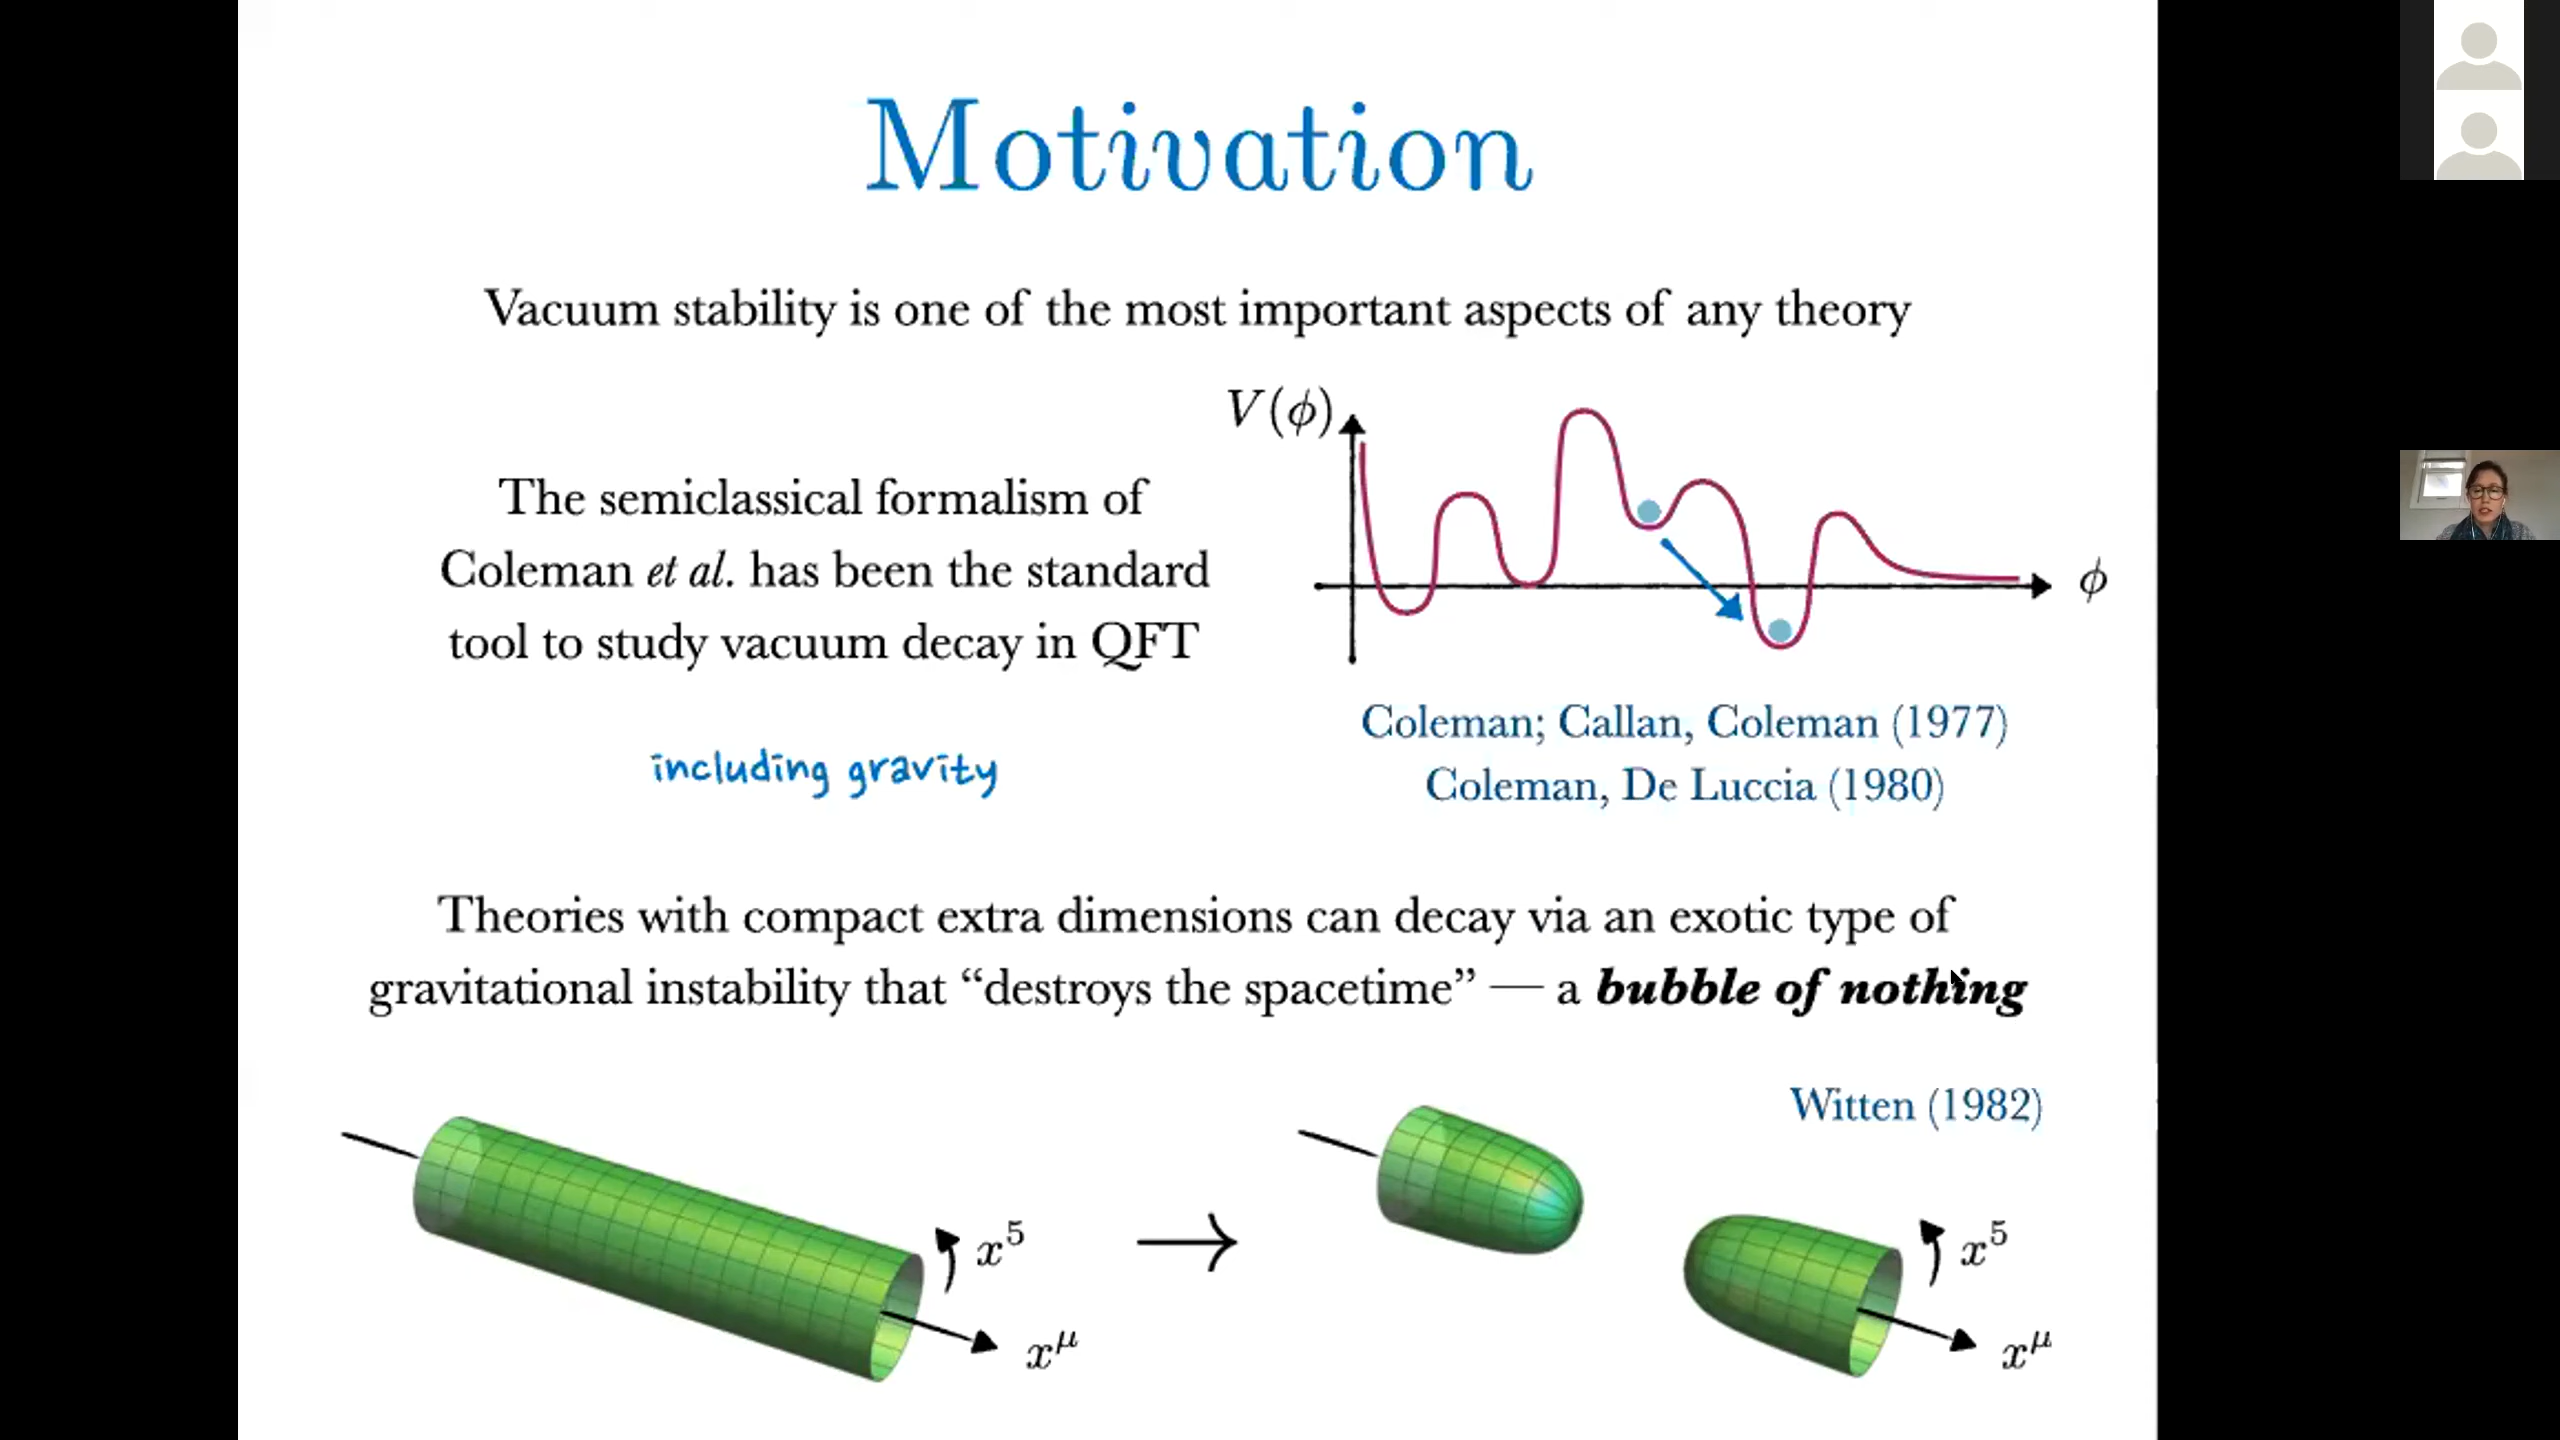 Motivation
Vacuum stability is one of the most important aspects of any theory
V(ϕ)
ϕ
The semiclassical formalism of
Coleman et al. has been the standard
tool to study vacuum decay in QFT
including gravity
Coleman; Callan, Coleman (1977)
Coleman, De Luccia (1980)
Theories with compact extra dimensions can decay via an exotic type of
gravitational instability that “destroys the spacetime” — a bubble of nothing
Witten (1982)
x⁵
x^μ
x⁵
x^μ